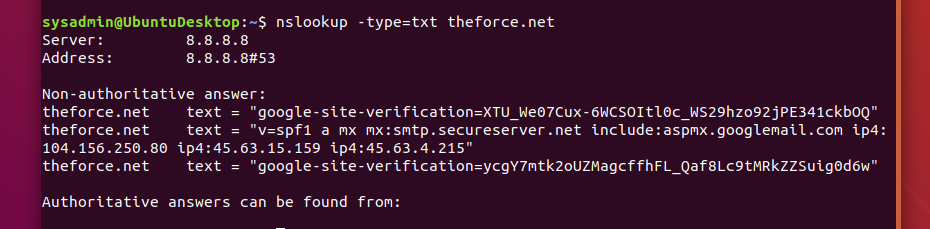 sysadmin@UbuntuDesktop:~$ nslookup -type=txt theforce.net
Server: 8.8.8.8
Address: 8.8.8.8#53
Non-authoritative answer:
theforce.net text = "google-site-verification=XTU_We07Cux-6WCSOItl0c_WS29hzo92jPE341ckbOQ"
theforce.net text = "v=spf1 a mx mx:smtp.secureserver.net include:aspmx.googlemail.com ip4:
104.156.250.80 ip4:45.63.15.159 ip4:45.63.4.215"
theforce.net text = "google-site-verification=ycgY7mtk2oUZMagcffhFL_Qaf8Lc9tMRkZZSuig0d6w"
Authoritative answers can be found from: